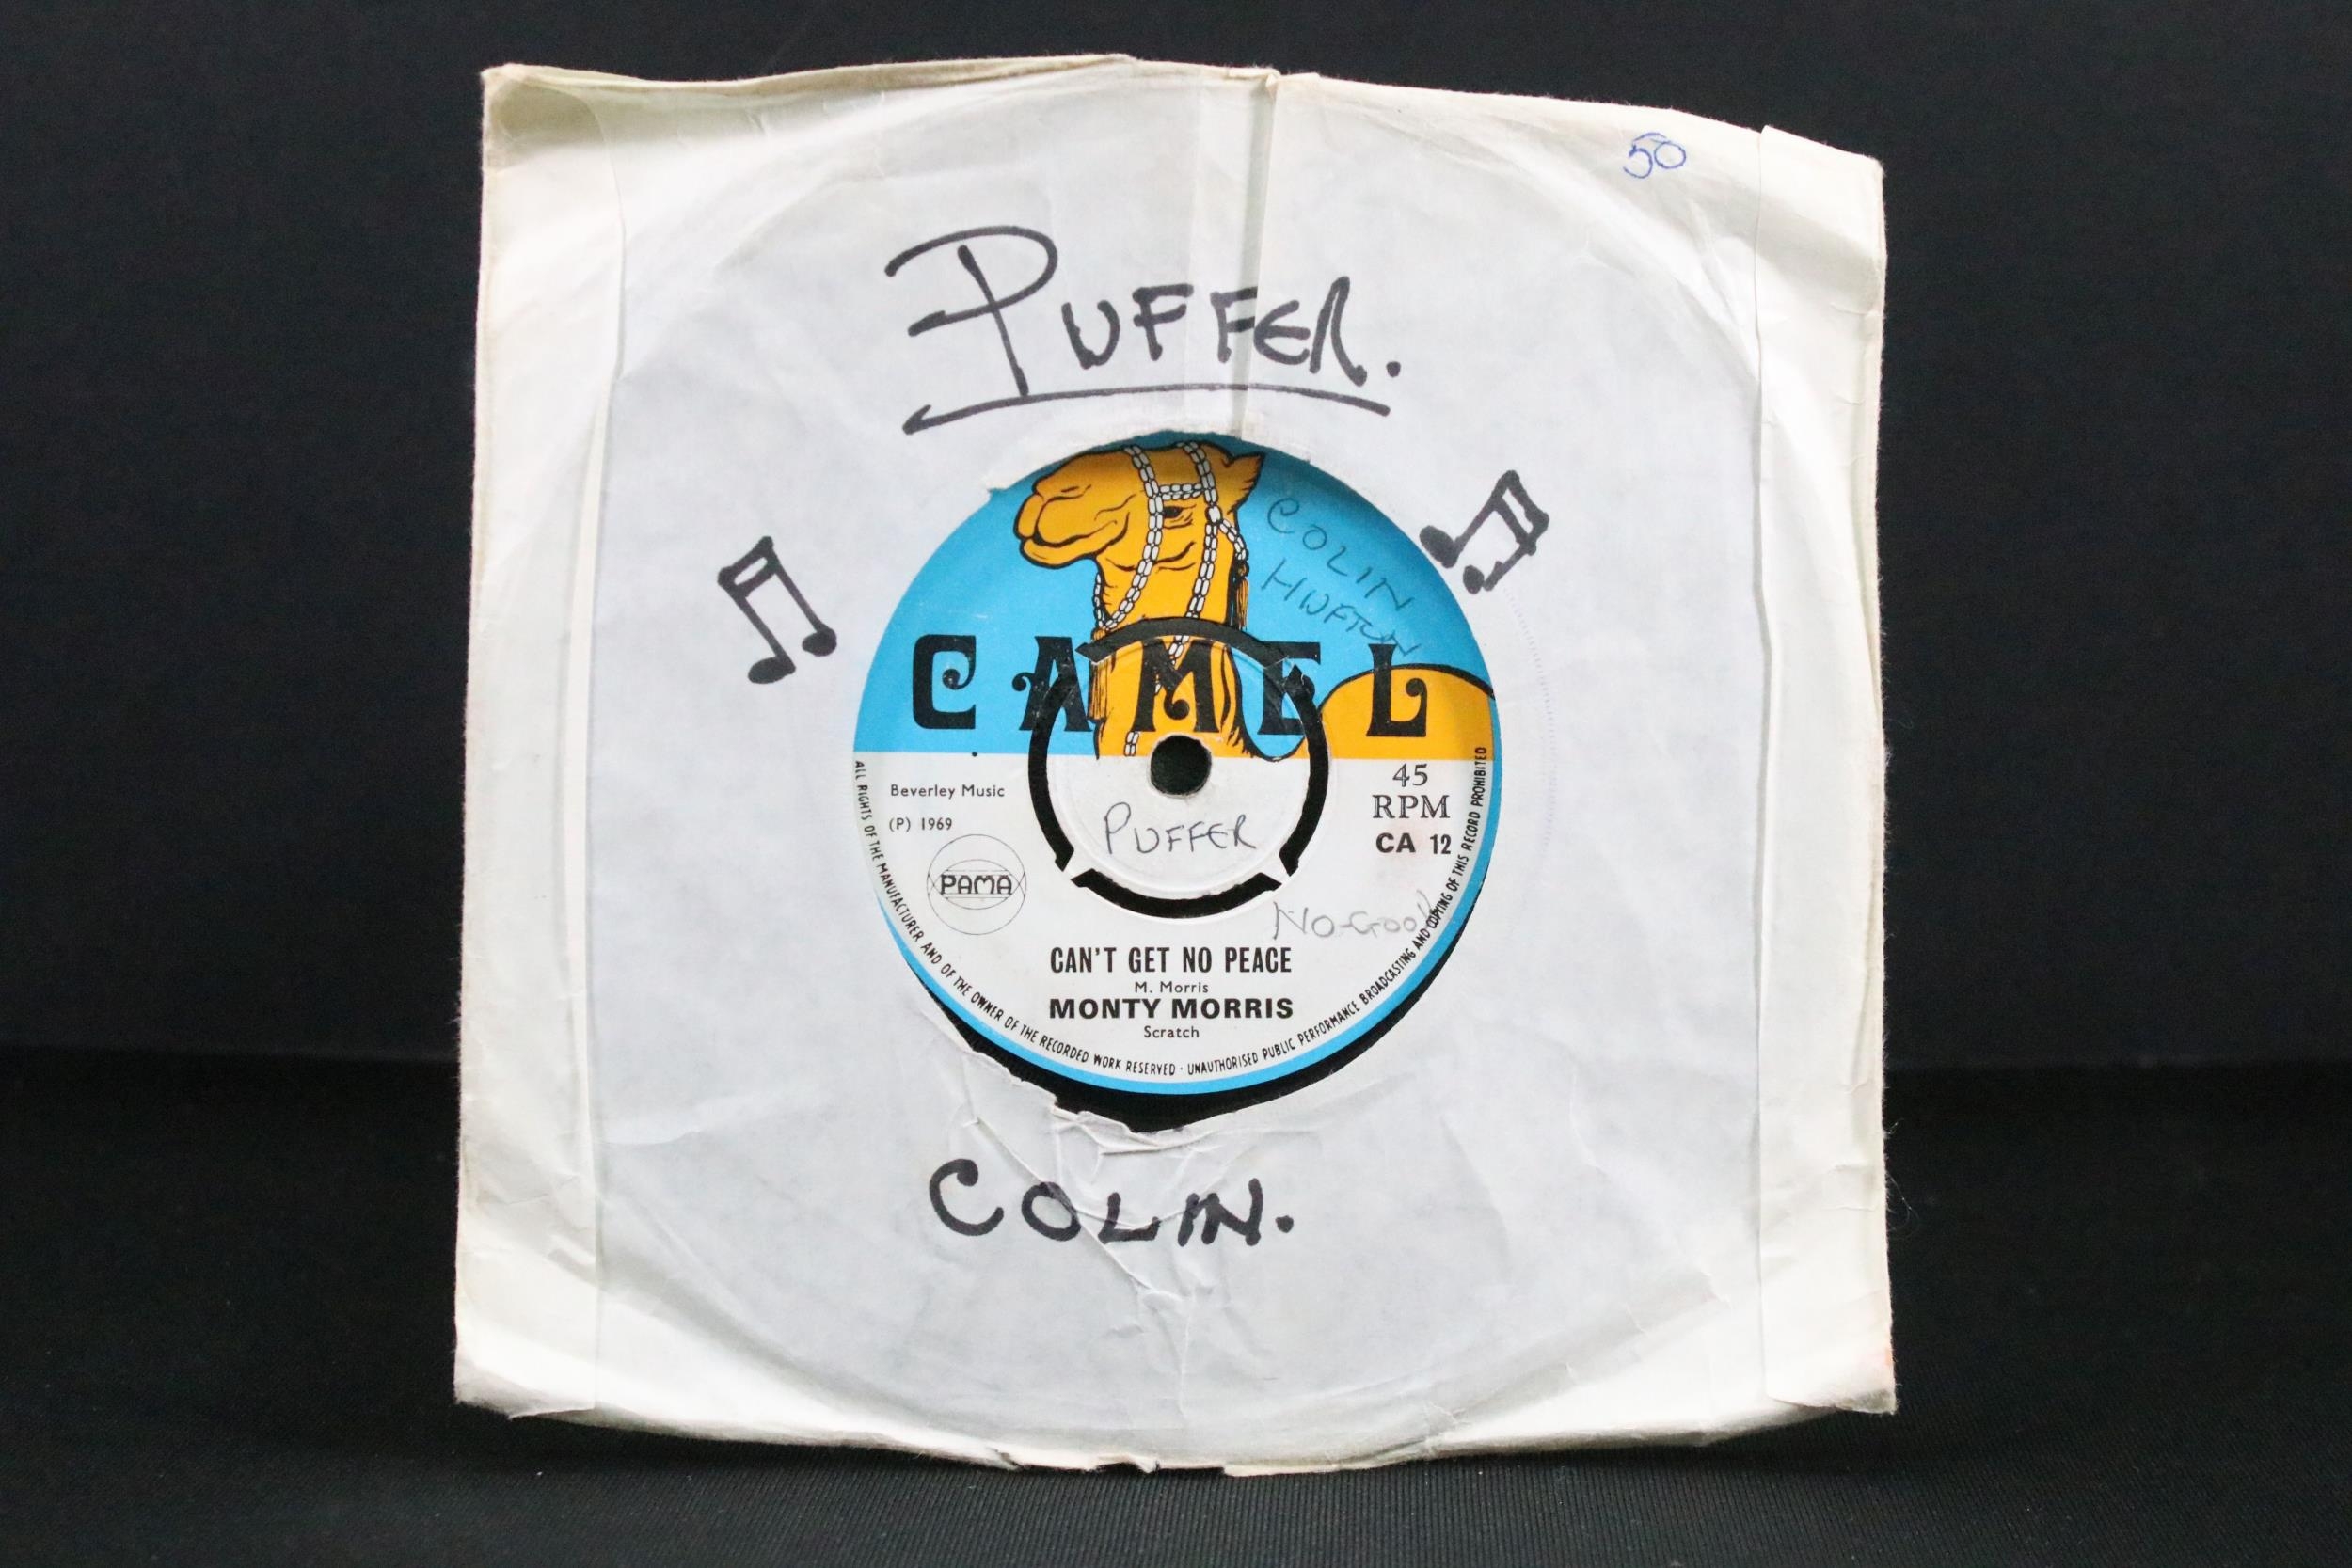 50
PUFFER.
COLIN
HUFTON
CAMEL
Beverley Music
(P) 1969
PAMA
45
RPM
CA 12
PUFFER
NO-GOOD
CAN'T GET NO PEACE
M. Morris
MONTY MORRIS
Scratch
ALL RIGHTS OF THE MANUFACTURER AND OF THE OWNER OF THE RECORDED WORK RESERVED · UNAUTHORISED PUBLIC PERFORMANCE BROADCASTING AND COPYING OF THIS RECORD PROHIBITED
COLIN.